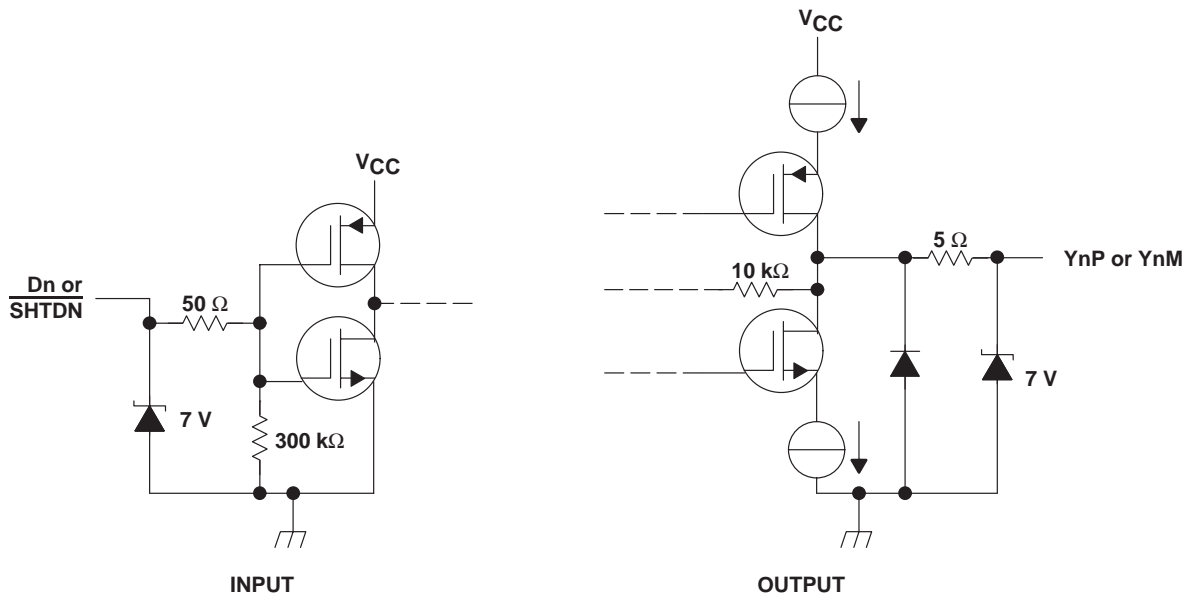 VCC
Dn or
SHTDN
50 Ω
7 V
300 kΩ
INPUT
VCC
10 kΩ
5 Ω
YnP or YnM
7 V
OUTPUT